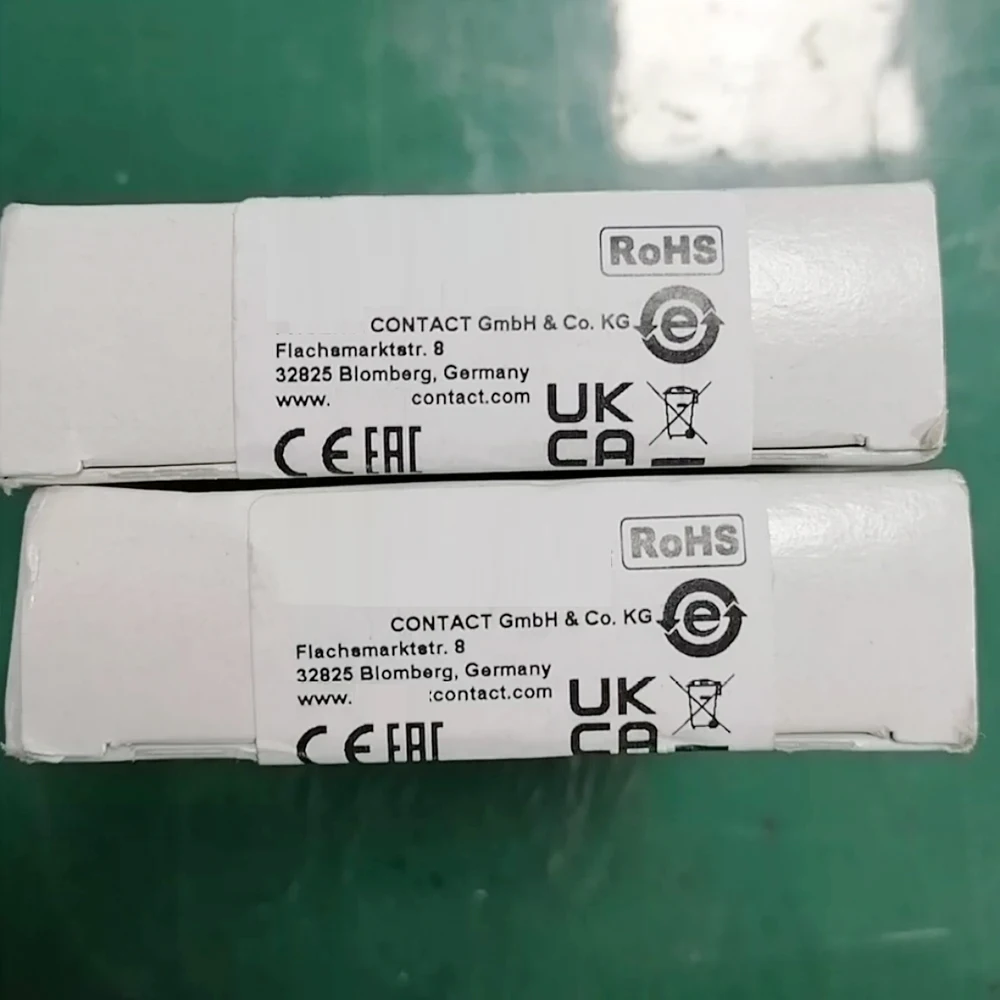 RoHS
CONTACT GmbH & Co. KG
Flachsmarktstr. 8
32825 Blomberg, Germany
www. contact.com
UK
CA
CE EAC
RoHS
CONTACT GmbH & Co. KG
Flachsmarktstr. 8
32825 Blomberg, Germany
www. :contact.com
UK
CA
CE EAC